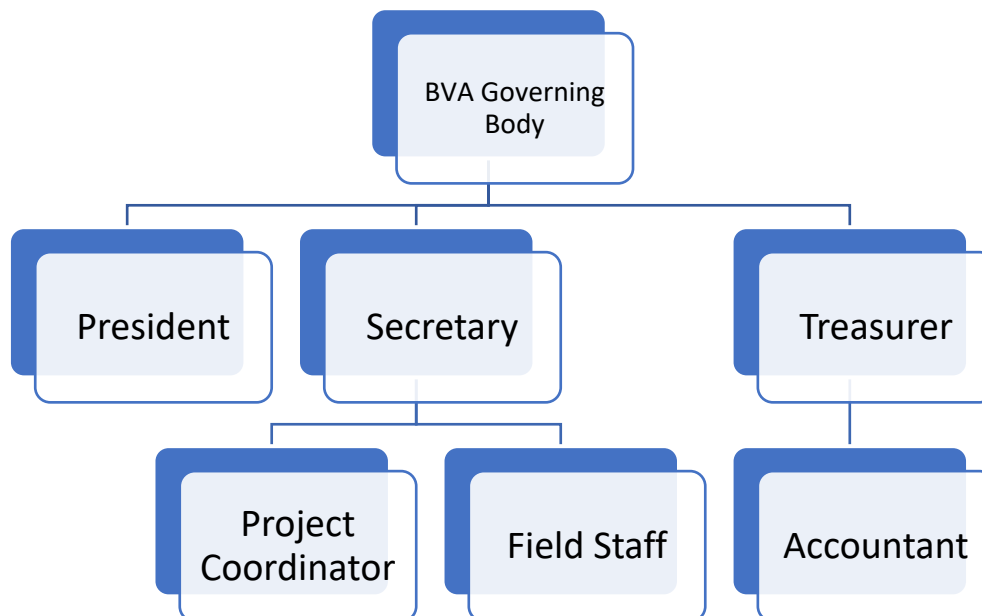 BVA Governing
Body
President
Secretary
Treasurer
Project
Coordinator
Field Staff
Accountant